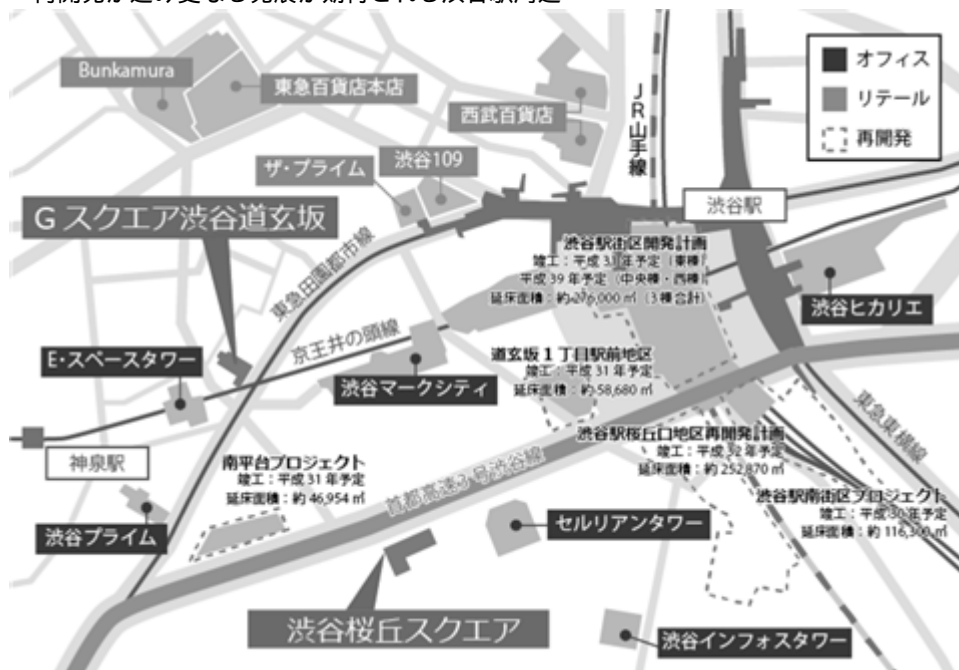 再開発が進み更なる発展が期待される渋谷駅周辺
オフィス
リテール
再開発
Bunkamura
東急百貨店本店
西武百貨店
JR山手線
ザ・プライム
渋谷109
渋谷駅
Gスクエア渋谷道玄坂
東急田園都市線
渋谷駅街区開発計画
竣工：平成31年予定（東棟）
平成39年予定（中央棟・西棟）
延床面積：約276,000㎡（3棟合計）
渋谷ヒカリエ
京王井の頭線
E・スペースタワー
渋谷マークシティ
道玄坂1丁目駅前地区
竣工：平成31年予定
延床面積：約58,680㎡
東急東横線
神泉駅
南平台プロジェクト
竣工：平成31年予定
延床面積：約46,954㎡
首都高速3号渋谷線
渋谷駅桜丘口地区再開発計画
竣工：平成32年予定
延床面積：約252,870㎡
渋谷駅南街区プロジェクト
竣工：平成30年予定
延床面積：約116,300㎡
渋谷プライム
セルリアンタワー
渋谷桜丘スクエア
渋谷インフォスタワー